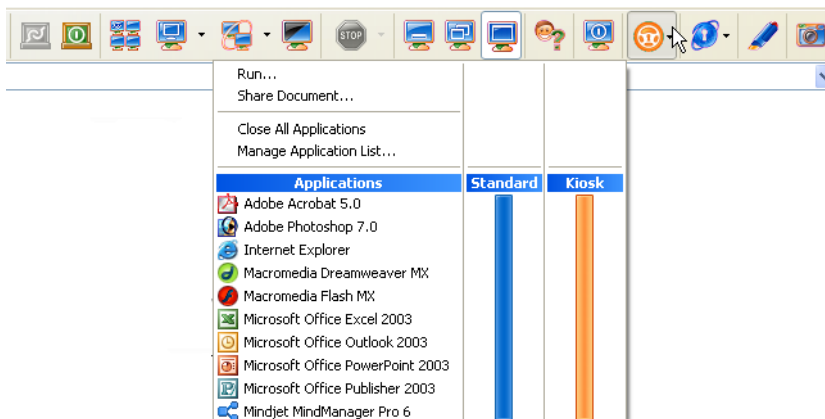 STOP
Run...
Share Document...
Close All Applications
Manage Application List...
Applications Standard Kiosk
Adobe Acrobat 5.0
Adobe Photoshop 7.0
Internet Explorer
Macromedia Dreamweaver MX
Macromedia Flash MX
Microsoft Office Excel 2003
Microsoft Office Outlook 2003
Microsoft Office PowerPoint 2003
Microsoft Office Publisher 2003
Mindjet MindManager Pro 6